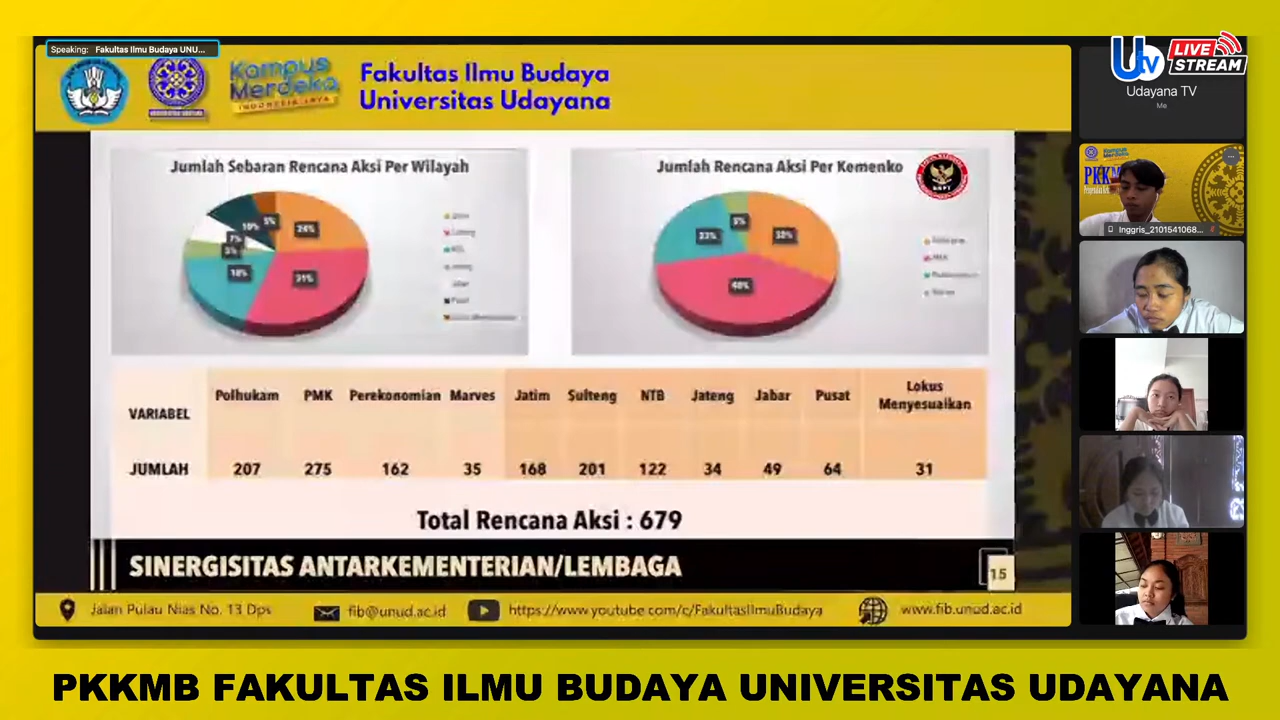 Speaking: Fakultas Ilmu Budaya UNU...
Kampus
Merdeka
INDONESIA JAYA
Fakultas Ilmu Budaya
Universitas Udayana
U tv
LIVE
STREAM
Udayana TV
Me
Jumlah Sebaran Rencana Aksi Per Wilayah
24%
31%
18%
10%
5%
Jumlah Rencana Aksi Per Kemenko
40%
23%
5%
VARIABEL Polhukam PMK Perekonomian Marves Jatim Sulteng NTB Jateng Jabar Pusat Lokus Menyesuaikan
JUMLAH 207 275 162 35 168 201 122 34 49 64 31
Total Rencana Aksi : 679
SINERGISITAS ANTARKEMENTERIAN/LEMBAGA
15
Jalan Pulau Nias No. 13 Dps
fib@unud.ac.id
https://www.youtube.com/c/FakultasIlmuBudaya
www.fib.unud.ac.id
Inggris_2101541068...
PKKMB FAKULTAS ILMU BUDAYA UNIVERSITAS UDAYANA